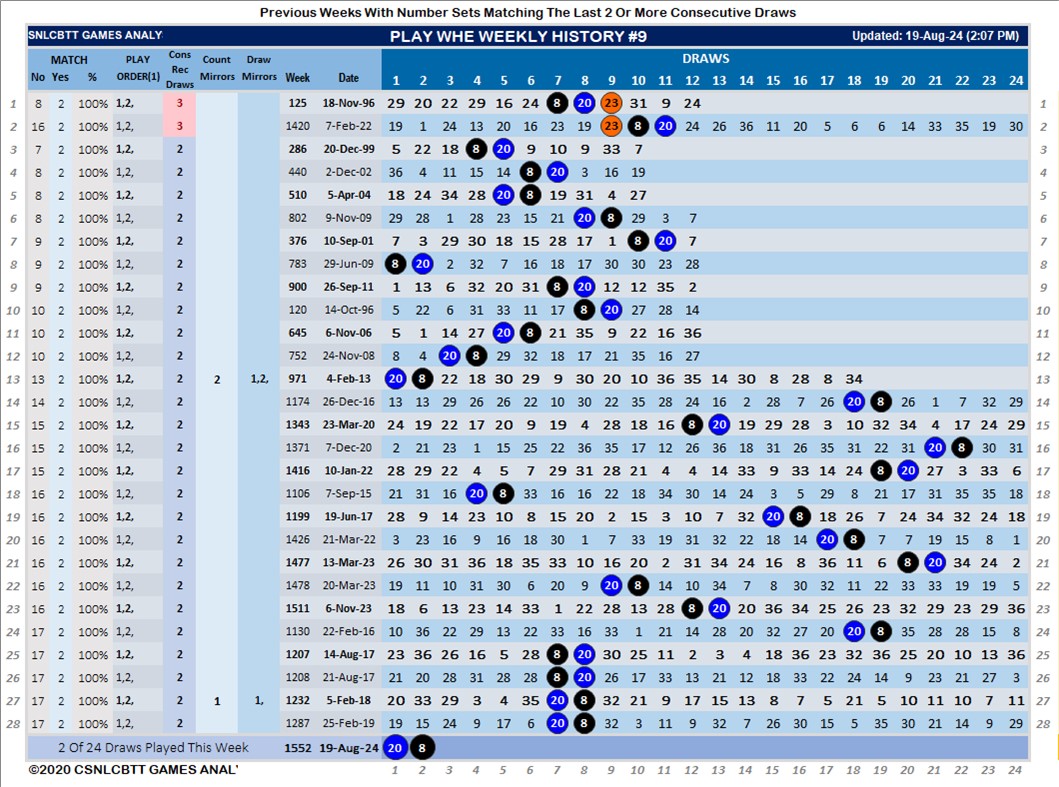 Previous Weeks With Number Sets Matching The Last 2 Or More Consecutive Draws
SNLCBTT GAMES ANALY PLAY WHE WEEKLY HISTORY #9 Updated: 19-Aug-24 (2:07 PM)
MATCH PLAY Cons Rec Draws Count Draw DRAWS
No Yes % ORDER(1) Mirrors Mirrors Week Date 1 2 3 4 5 6 7 8 9 10 11 12 13 14 15 16 17 18 19 20 21 22 23 24
1 8 2 100% 1,2, 3 125 18-Nov-96 29 20 22 29 16 24 8 20 23 31 9 24 1
2 16 2 100% 1,2, 3 1420 7-Feb-22 19 1 24 13 20 16 23 19 23 8 20 24 26 36 11 20 5 6 6 14 33 35 19 30 2
3 7 2 100% 1,2, 2 286 20-Dec-99 5 22 18 8 20 9 10 9 33 7 3
4 8 2 100% 1,2, 2 440 2-Dec-02 36 4 11 15 14 8 20 3 16 19 4
5 8 2 100% 1,2, 2 510 5-Apr-04 18 24 34 28 20 8 19 31 4 27 5
6 8 2 100% 1,2, 2 802 9-Nov-09 29 28 1 28 23 15 21 20 8 29 3 7 6
7 9 2 100% 1,2, 2 376 10-Sep-01 7 3 29 30 18 15 28 17 1 8 20 7 7
8 9 2 100% 1,2, 2 783 29-Jun-09 8 20 2 32 7 16 18 17 30 30 23 28 8
9 9 2 100% 1,2, 2 900 26-Sep-11 1 13 6 32 20 31 8 20 12 12 35 2 9
10 10 2 100% 1,2, 2 120 14-Oct-96 5 22 6 31 33 11 17 8 20 27 28 14 10
11 10 2 100% 1,2, 2 645 6-Nov-06 5 1 14 27 20 8 21 35 9 22 16 36 11
12 10 2 100% 1,2, 2 752 24-Nov-08 8 4 20 8 29 32 18 17 21 35 16 27 12
13 13 2 100% 1,2, 2 2 1,2, 971 4-Feb-13 20 8 22 18 30 29 9 30 20 10 36 35 14 30 8 28 8 34 13
14 14 2 100% 1,2, 2 1174 26-Dec-16 13 13 29 26 26 22 10 30 22 35 28 24 16 2 28 7 26 20 8 26 1 7 32 29 14
15 15 2 100% 1,2, 2 1343 23-Mar-20 24 19 22 17 20 9 19 4 28 18 16 8 20 19 29 28 3 10 32 34 4 17 24 29 15
16 15 2 100% 1,2, 2 1371 7-Dec-20 2 21 23 1 15 25 22 36 35 17 12 26 36 18 31 26 35 31 22 31 20 8 30 31 16
17 15 2 100% 1,2, 2 1416 10-Jan-22 28 29 22 4 5 7 29 31 28 21 4 4 14 33 9 33 14 24 8 20 27 3 33 6 17
18 16 2 100% 1,2, 2 1106 7-Sep-15 21 31 16 20 8 33 16 16 22 18 34 30 14 24 3 5 29 8 21 17 31 35 35 18 18
19 16 2 100% 1,2, 2 1199 19-Jun-17 28 9 14 23 10 8 15 20 2 15 3 10 7 32 20 8 18 26 7 24 34 32 24 18 19
20 16 2 100% 1,2, 2 1426 21-Mar-22 3 23 16 9 16 18 30 1 7 33 19 31 32 22 18 14 20 8 7 7 19 15 8 1 20
21 16 2 100% 1,2, 2 1477 13-Mar-23 26 30 31 36 18 35 33 10 16 20 2 31 34 24 16 8 36 11 6 8 20 34 24 2 21
22 16 2 100% 1,2, 2 1478 20-Mar-23 19 11 10 31 30 6 20 9 20 8 22 10 34 7 8 30 32 11 22 33 33 19 19 5 22
23 16 2 100% 1,2, 2 1511 6-Nov-23 18 6 13 23 14 33 1 22 28 13 28 8 20 20 36 34 25 26 23 32 29 23 29 36 23
24 17 2 100% 1,2, 2 1130 22-Feb-16 10 36 22 29 13 22 33 16 33 1 21 14 28 20 32 27 20 20 8 35 28 28 15 8 24
25 17 2 100% 1,2, 2 1207 14-Aug-17 23 36 26 16 5 28 8 20 30 25 11 2 3 4 18 36 23 32 36 25 20 10 13 36 25
26 17 2 100% 1,2, 2 1208 21-Aug-17 21 20 28 31 28 28 8 20 26 17 33 13 21 12 18 33 22 24 14 9 23 21 27 3 26
27 17 2 100% 1,2, 2 1 1, 1232 5-Feb-18 20 33 29 3 4 35 20 8 32 21 9 17 15 13 8 7 5 21 5 10 11 10 7 11 27
28 17 2 100% 1,2, 2 1287 25-Feb-19 19 15 24 9 17 6 20 8 3 11 9 32 7 26 30 15 5 35 30 21 14 9 29 28
2 Of 24 Draws Played This Week 1552 19-Aug-24 20 8
©2020 CSNLCBTT GAMES ANAL' 1 2 3 4 5 6 7 8 9 10 11 12 13 14 15 16 17 18 19 20 21 22 23 24